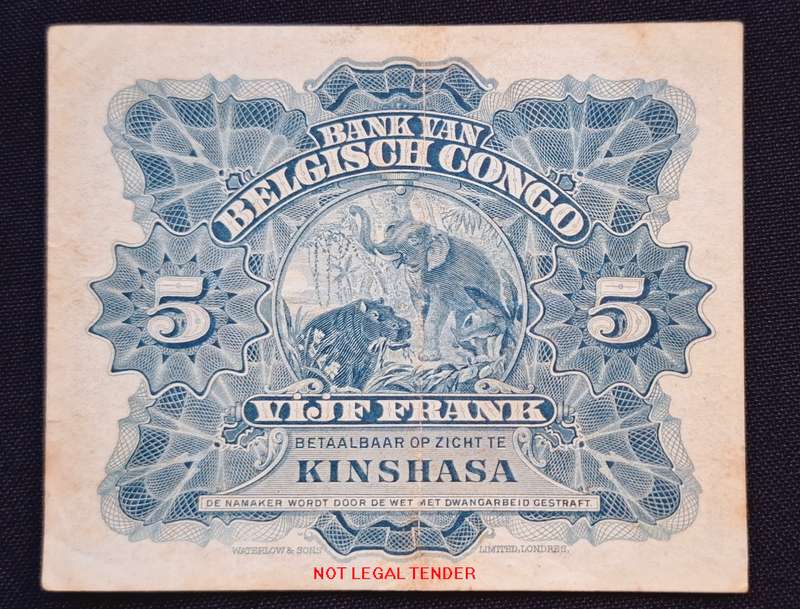 BANK VAN
BELGISCH CONGO
5 5
VIJF FRANK
BETAALBAAR OP ZICHT TE
KINSHASA
DE NAMAKER WORDT DOOR DE WET MET DWANGARBEID GESTRAFT.
WATERLOW & SONS LIMITED, LONDRES.
NOT LEGAL TENDER